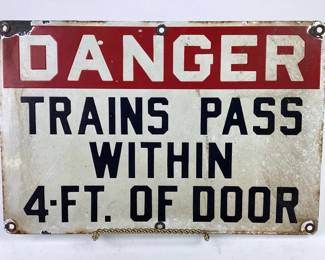 DANGER
TRAINS PASS
WITHIN
4-FT. OF DOOR